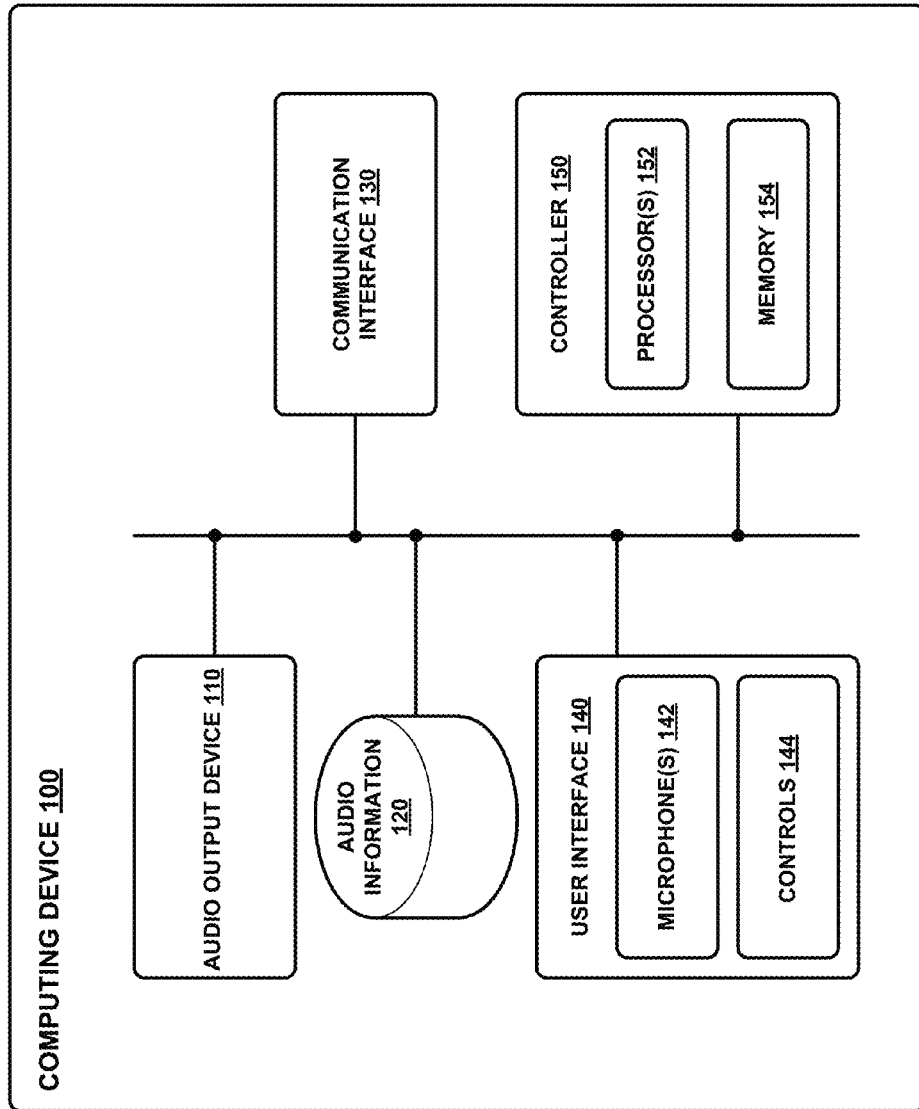 COMPUTING DEVICE 100
AUDIO OUTPUT DEVICE 110
AUDIO
INFORMATION
120
USER INTERFACE 140
MICROPHONE(S) 142
CONTROLS 144
COMMUNICATION
INTERFACE 130
CONTROLLER 150
PROCESSOR(S) 152
MEMORY 154